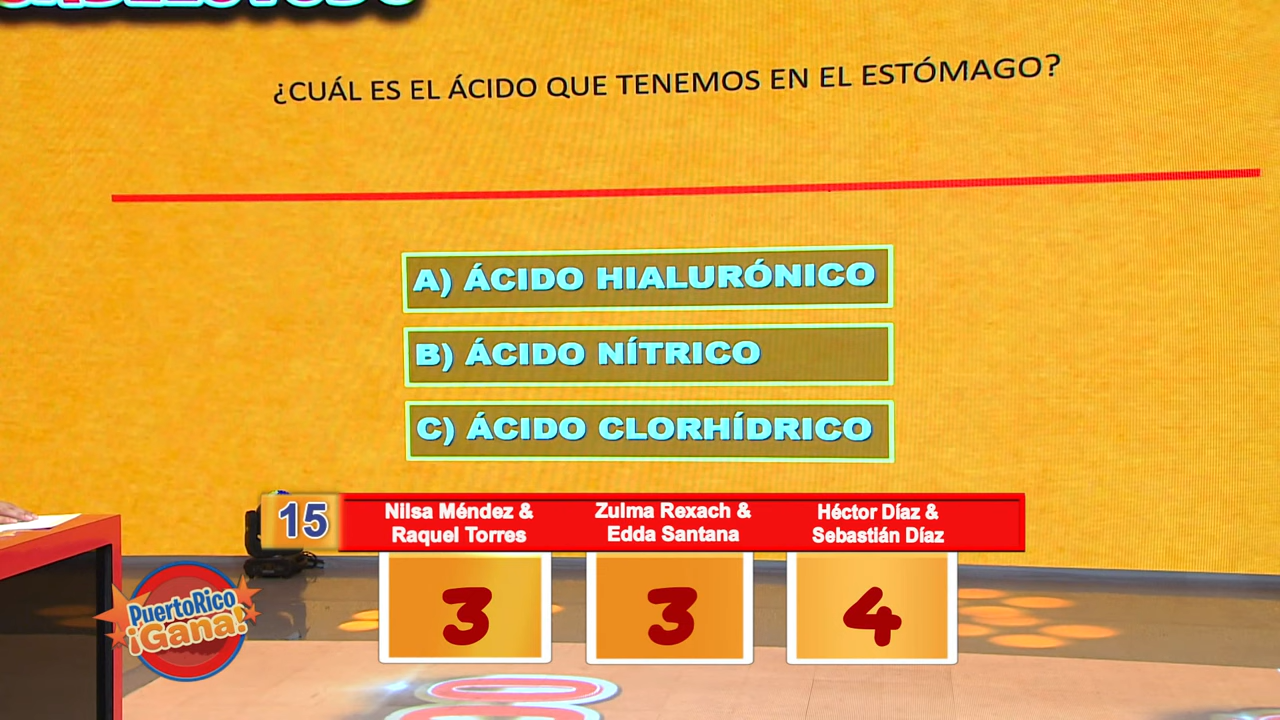 ¿CUÁL ES EL ÁCIDO QUE TENEMOS EN EL ESTÓMAGO?
A) ÁCIDO HIALURÓNICO
B) ÁCIDO NÍTRICO
C) ÁCIDO CLORHÍDRICO
15
Nilsa Méndez &
Raquel Torres
Zulma Rexach &
Edda Santana
Héctor Díaz &
Sebastián Díaz
3
3
4
PuertoRico
¡Gana!